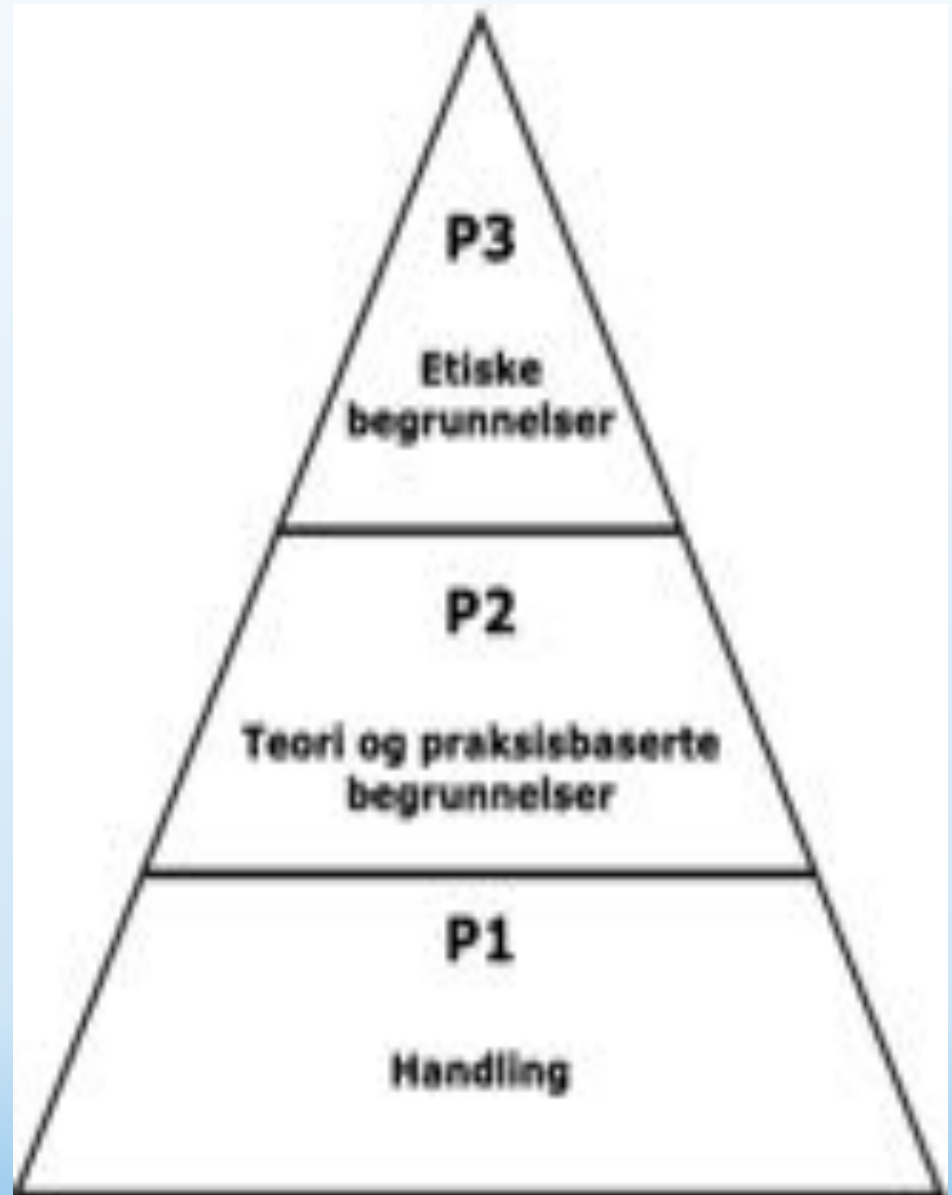 P3
Etiske
begrunnelser
P2
Teori og praksisbaserte
begrunnelser
P1
Handling